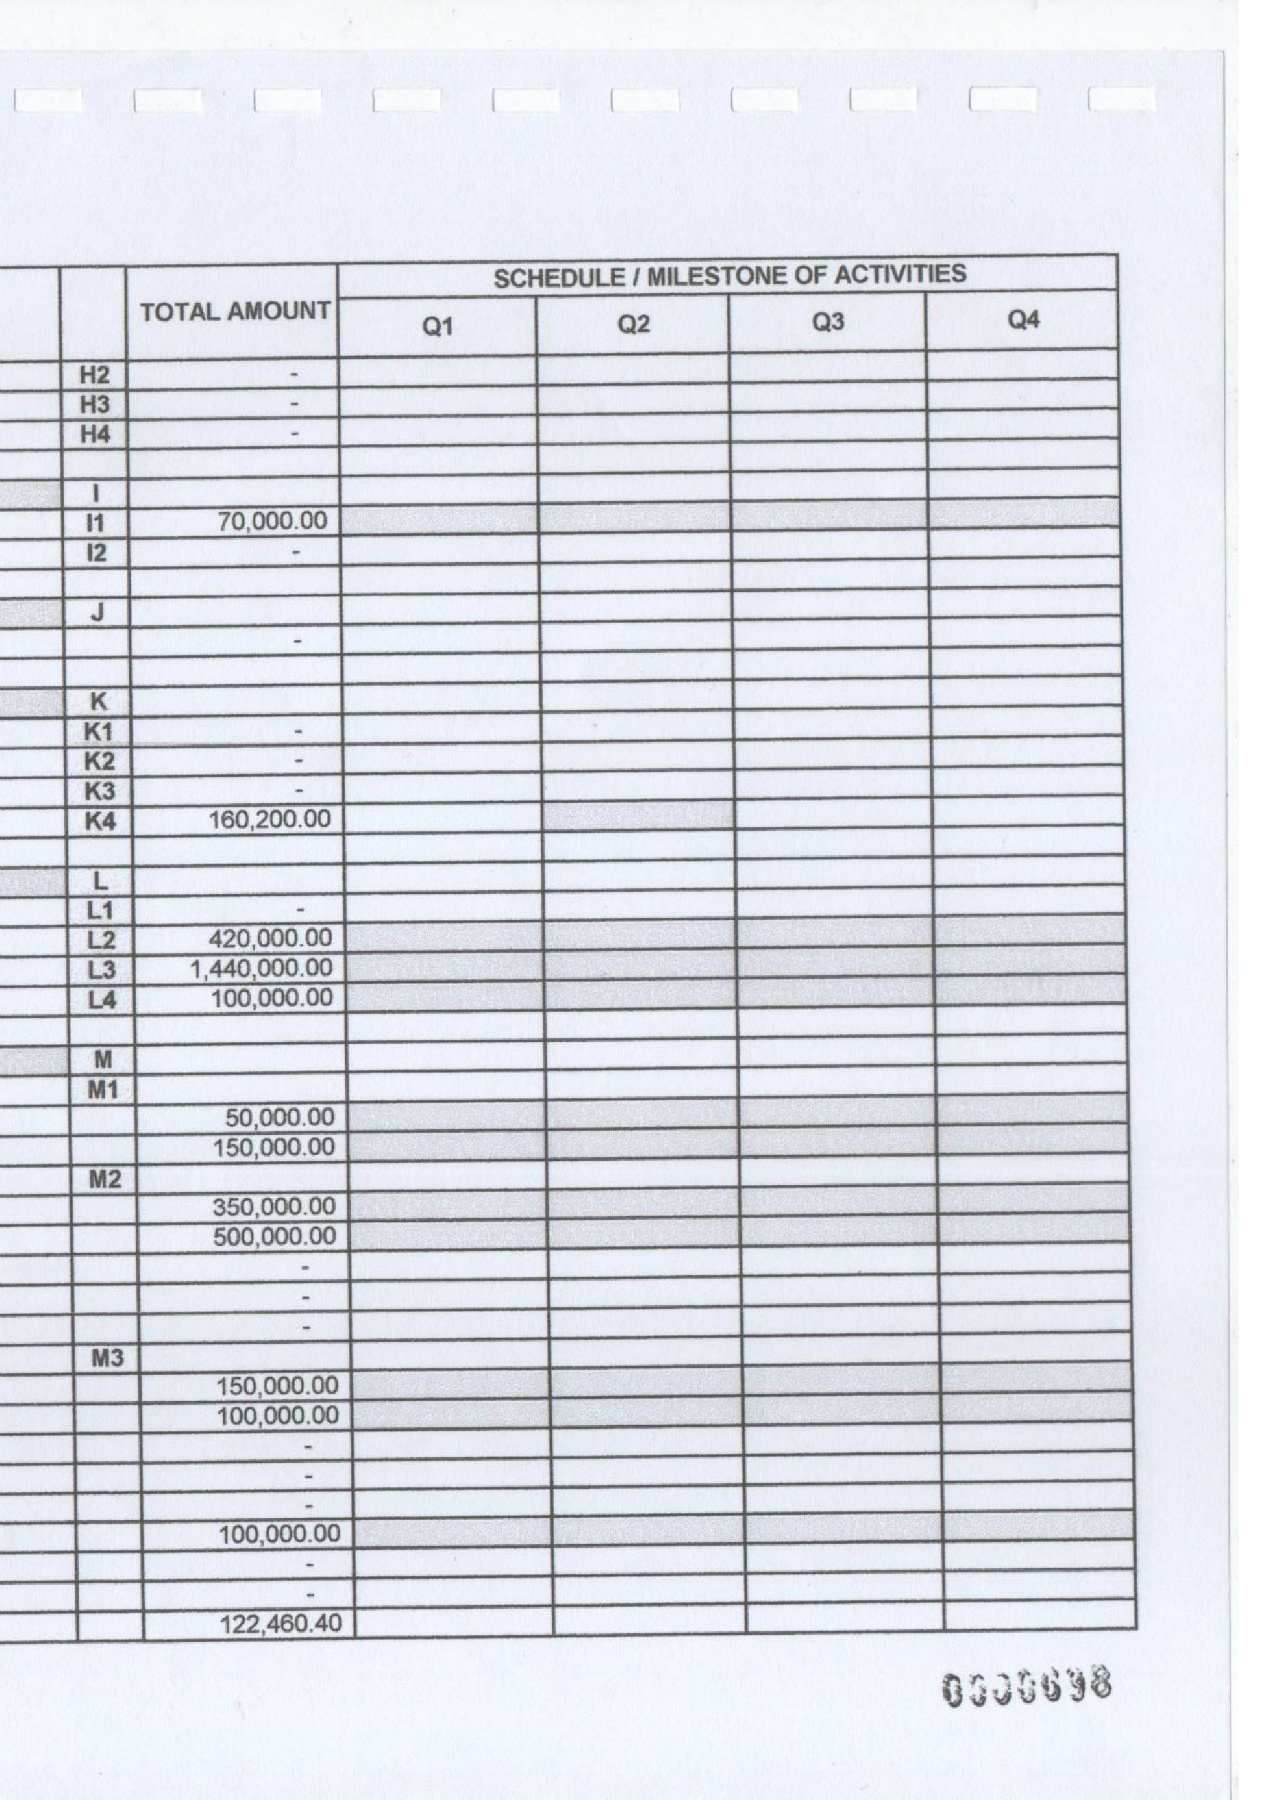 TOTAL AMOUNT SCHEDULE / MILESTONE OF ACTIVITIES
Q1 Q2 Q3 Q4
H2 -
H3 -
H4 -
I
I1 70,000.00
I2 -
J
-
K
K1 -
K2 -
K3 -
K4 160,200.00
L
L1 -
L2 420,000.00
L3 1,440,000.00
L4 100,000.00
M
M1
50,000.00
150,000.00
M2
350,000.00
500,000.00
-
-
-
M3
150,000.00
100,000.00
-
-
-
100,000.00
-
-
122,460.40